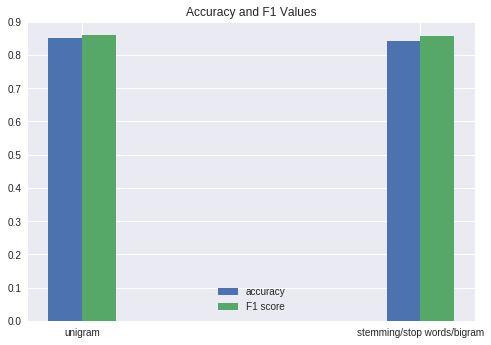 Accuracy and F1 Values
0.9
0.8
0.7
0.6
0.5
0.4
0.3
0.2
0.1
0.0
accuracy
F1 score
unigram
stemming/stop words/bigram